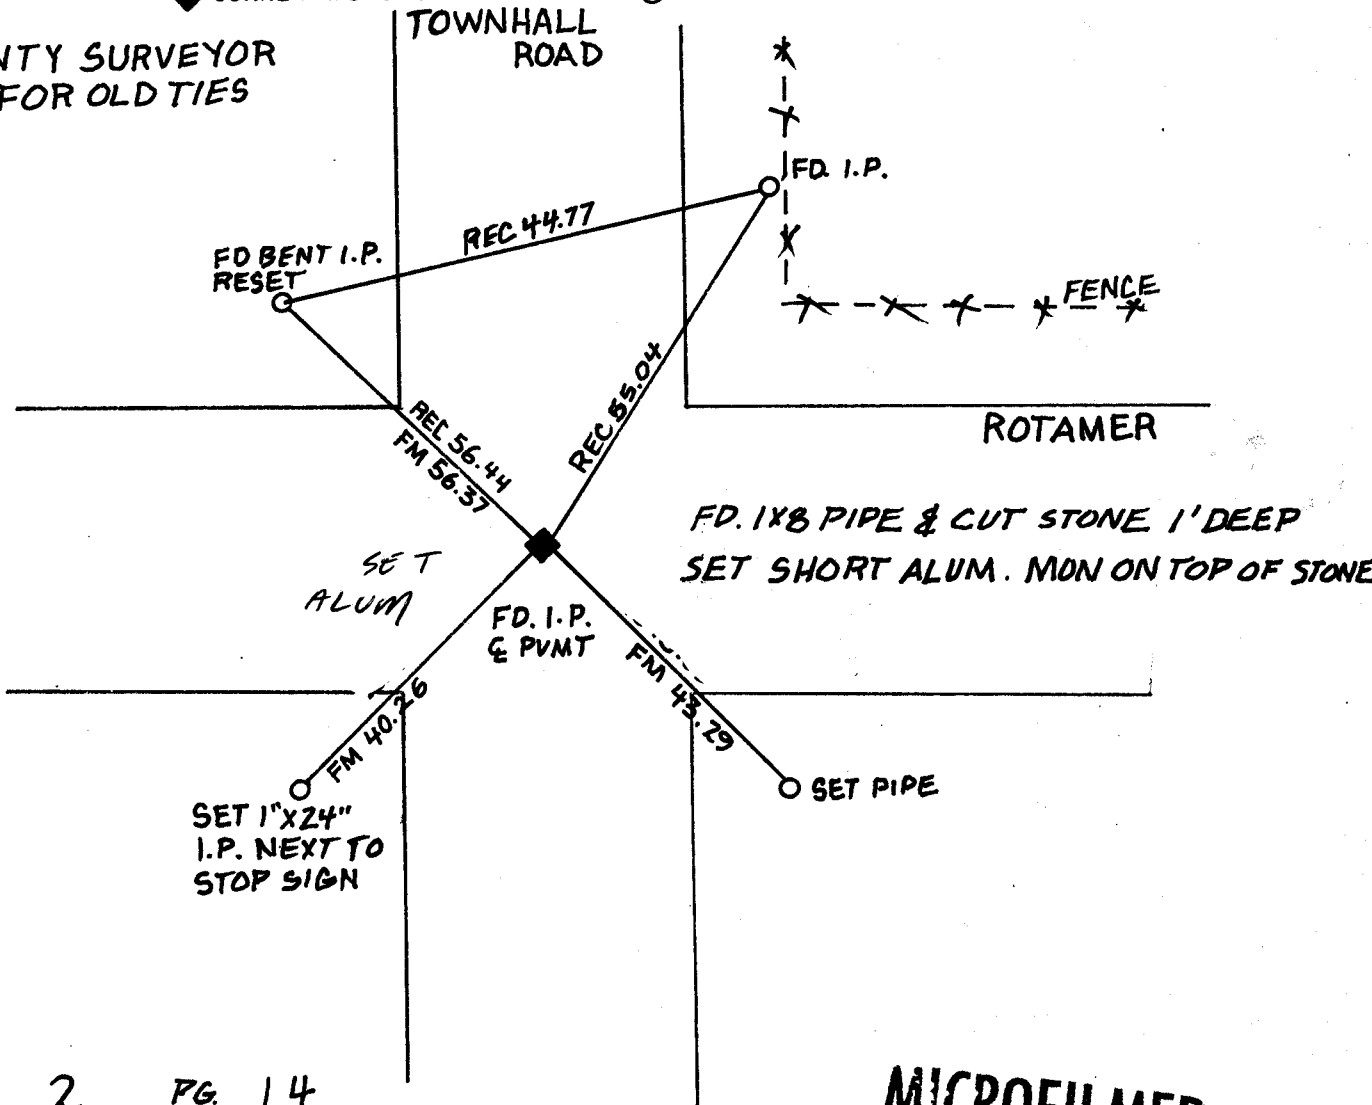 TOWNHALL
ROAD
NTY SURVEYOR
FOR OLD TIES
FD. I.P.
REC 44.77
FD BENT I.P.
RESET
FENCE
REC 55.04
REC 56.44
FM 56.37
ROTAMER
FD. 1X8 PIPE & CUT STONE 1' DEEP
SET SHORT ALUM. MON ON TOP OF STONE
SET
ALUM
FD. I.P.
℄ PVMT
FM 43.29
FM 40.26
SET PIPE
SET 1"X24"
I.P. NEXT TO
STOP SIGN
2 PG. 14
MICROFILMED